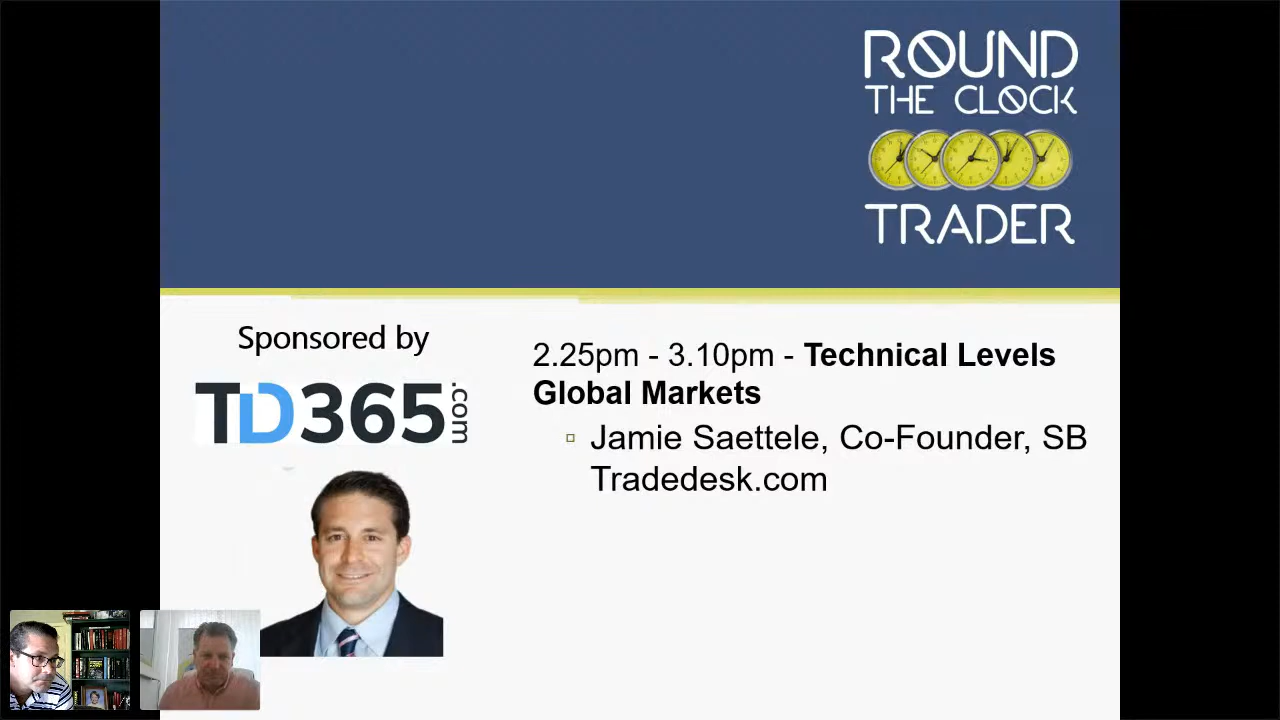 ROUND
THE CLOCK
TRADER
Sponsored by
TD365.com
2.25pm - 3.10pm - Technical Levels
Global Markets
Jamie Saettele, Co-Founder, SB
Tradedesk.com